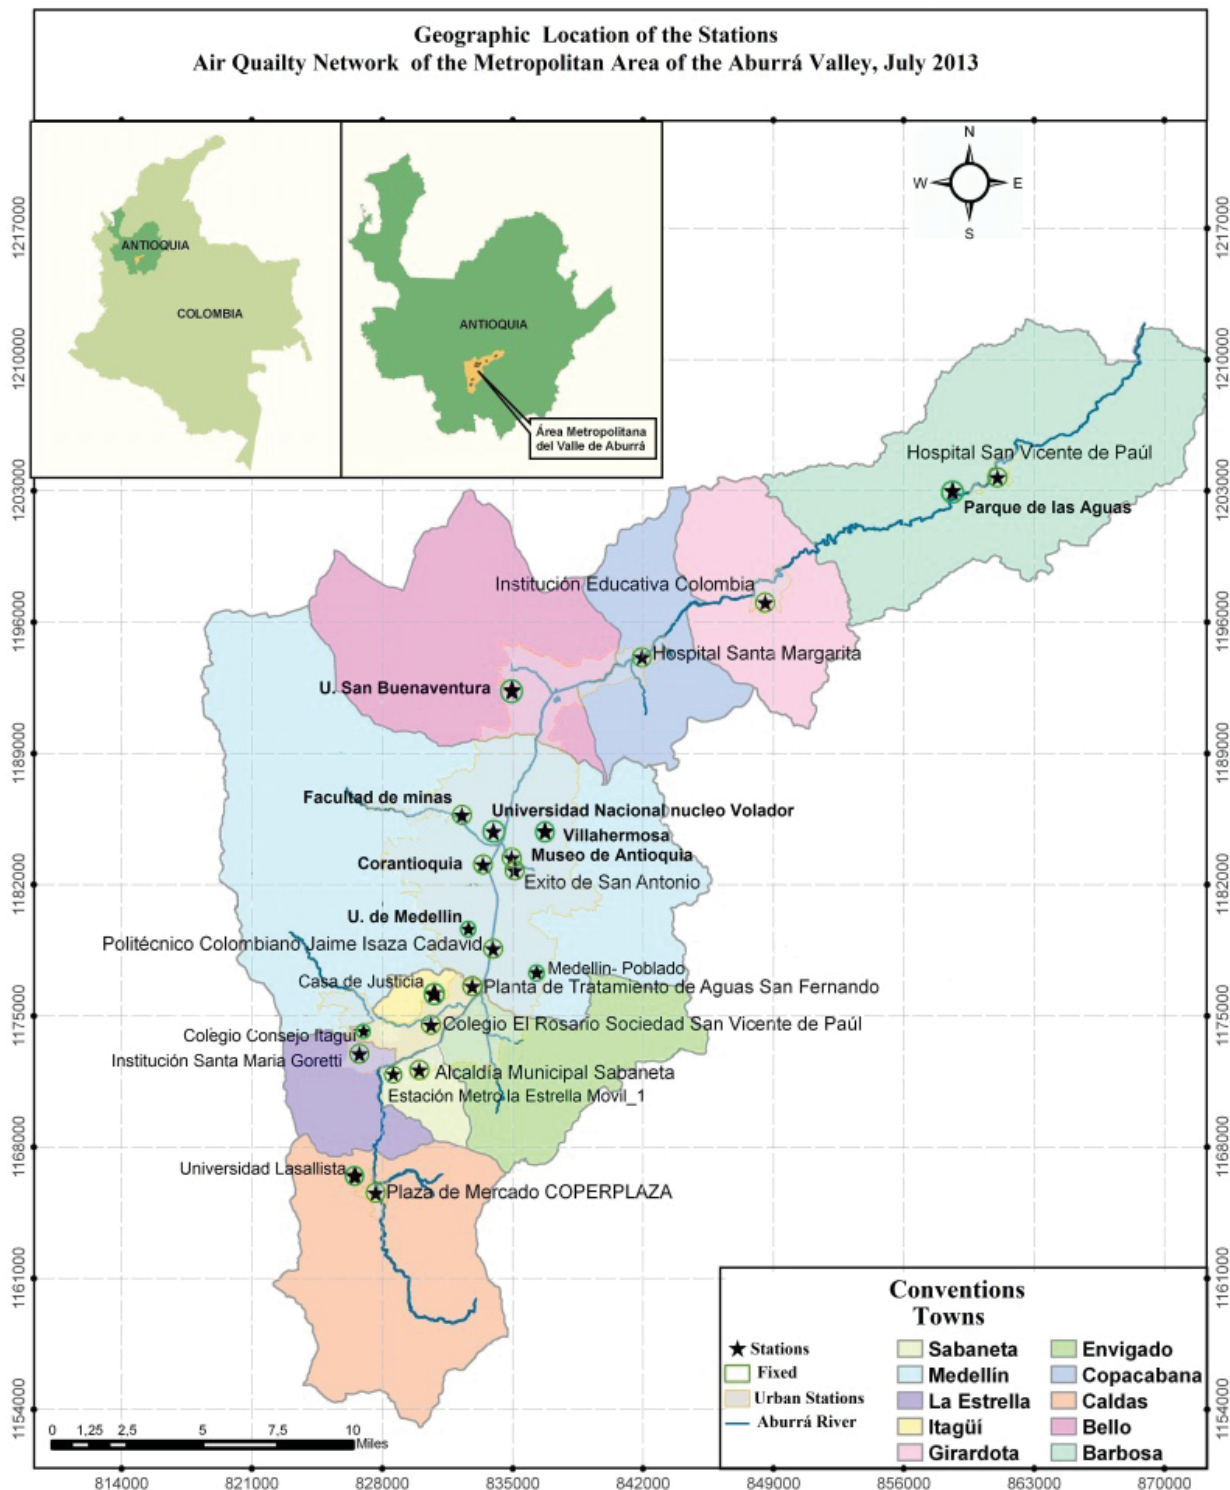 Geographic Location of the Stations
Air Quailty Network of the Metropolitan Area of the Aburrá Valley, July 2013
ANTIOQUIA
COLOMBIA
ANTIOQUIA
Área Metropolitana
del Valle de Aburrá
N
W
E
S
1217000
1217000
1210000
1210000
1203000
1203000
1196000
1196000
1189000
1189000
1182000
1182000
1175000
1175000
1168000
1168000
1161000
1161000
1154000
1154000
Hospital San Vicente de Paúl
Parque de las Aguas
Institución Educativa Colombia
Hospital Santa Margarita
U. San Buenaventura
Facultad de minas
Universidad Nacional nucleo Volador
Villahermosa
Museo de Antioquia
Corantioquia
Exito de San Antonio
U. de Medellin
Politécnico Colombiano Jaime Isaza Cadavid
Medellin- Poblado
Casa de Justicia
Planta de Tratamiento de Aguas San Fernando
Colegio El Rosario Sociedad San Vicente de Paúl
Colegio Consejo Itaguí
Institución Santa Maria Goretti
Alcaldía Municipal Sabaneta
Estación Metro la Estrella Movil_1
Universidad Lasallista
Plaza de Mercado COPERPLAZA
Conventions
Towns
Stations
Fixed
Urban Stations
Aburrá River
Sabaneta
Medellín
La Estrella
Itagüí
Girardota
Envigado
Copacabana
Caldas
Bello
Barbosa
0 1,25 2,5 5 7,5 10
Miles
814000 821000 828000 835000 842000 849000 856000 863000 870000